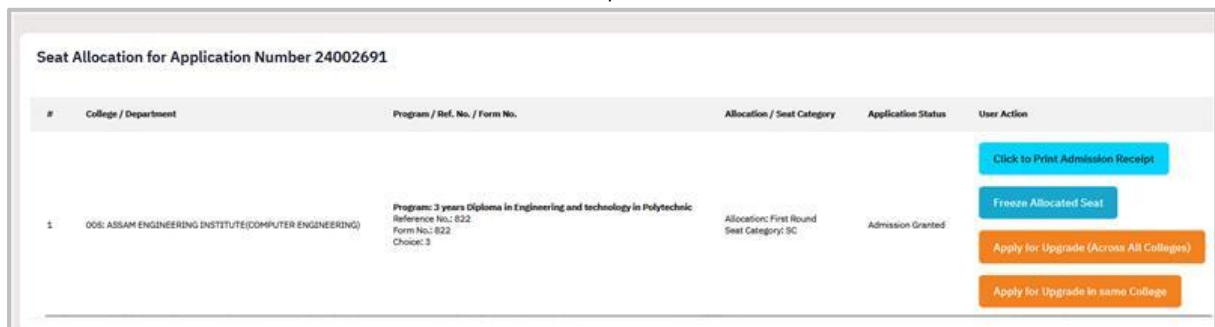 Seat Allocation for Application Number 24002691
# College / Department Program / Ref. No. / Form No. Allocation / Seat Category Application Status User Action
Click to Print Admission Receipt
Freeze Allocated Seat
1 005: ASSAM ENGINEERING INSTITUTE(COMPUTER ENGINEERING)
Program: 3 years Diploma in Engineering and technology in Polytechnic
Reference No.: 822
Form No.: 822
Choice: 3
Allocation: First Round
Seat Category: SC
Admission Granted
Apply for Upgrade (Across All Colleges)
Apply for Upgrade in same College